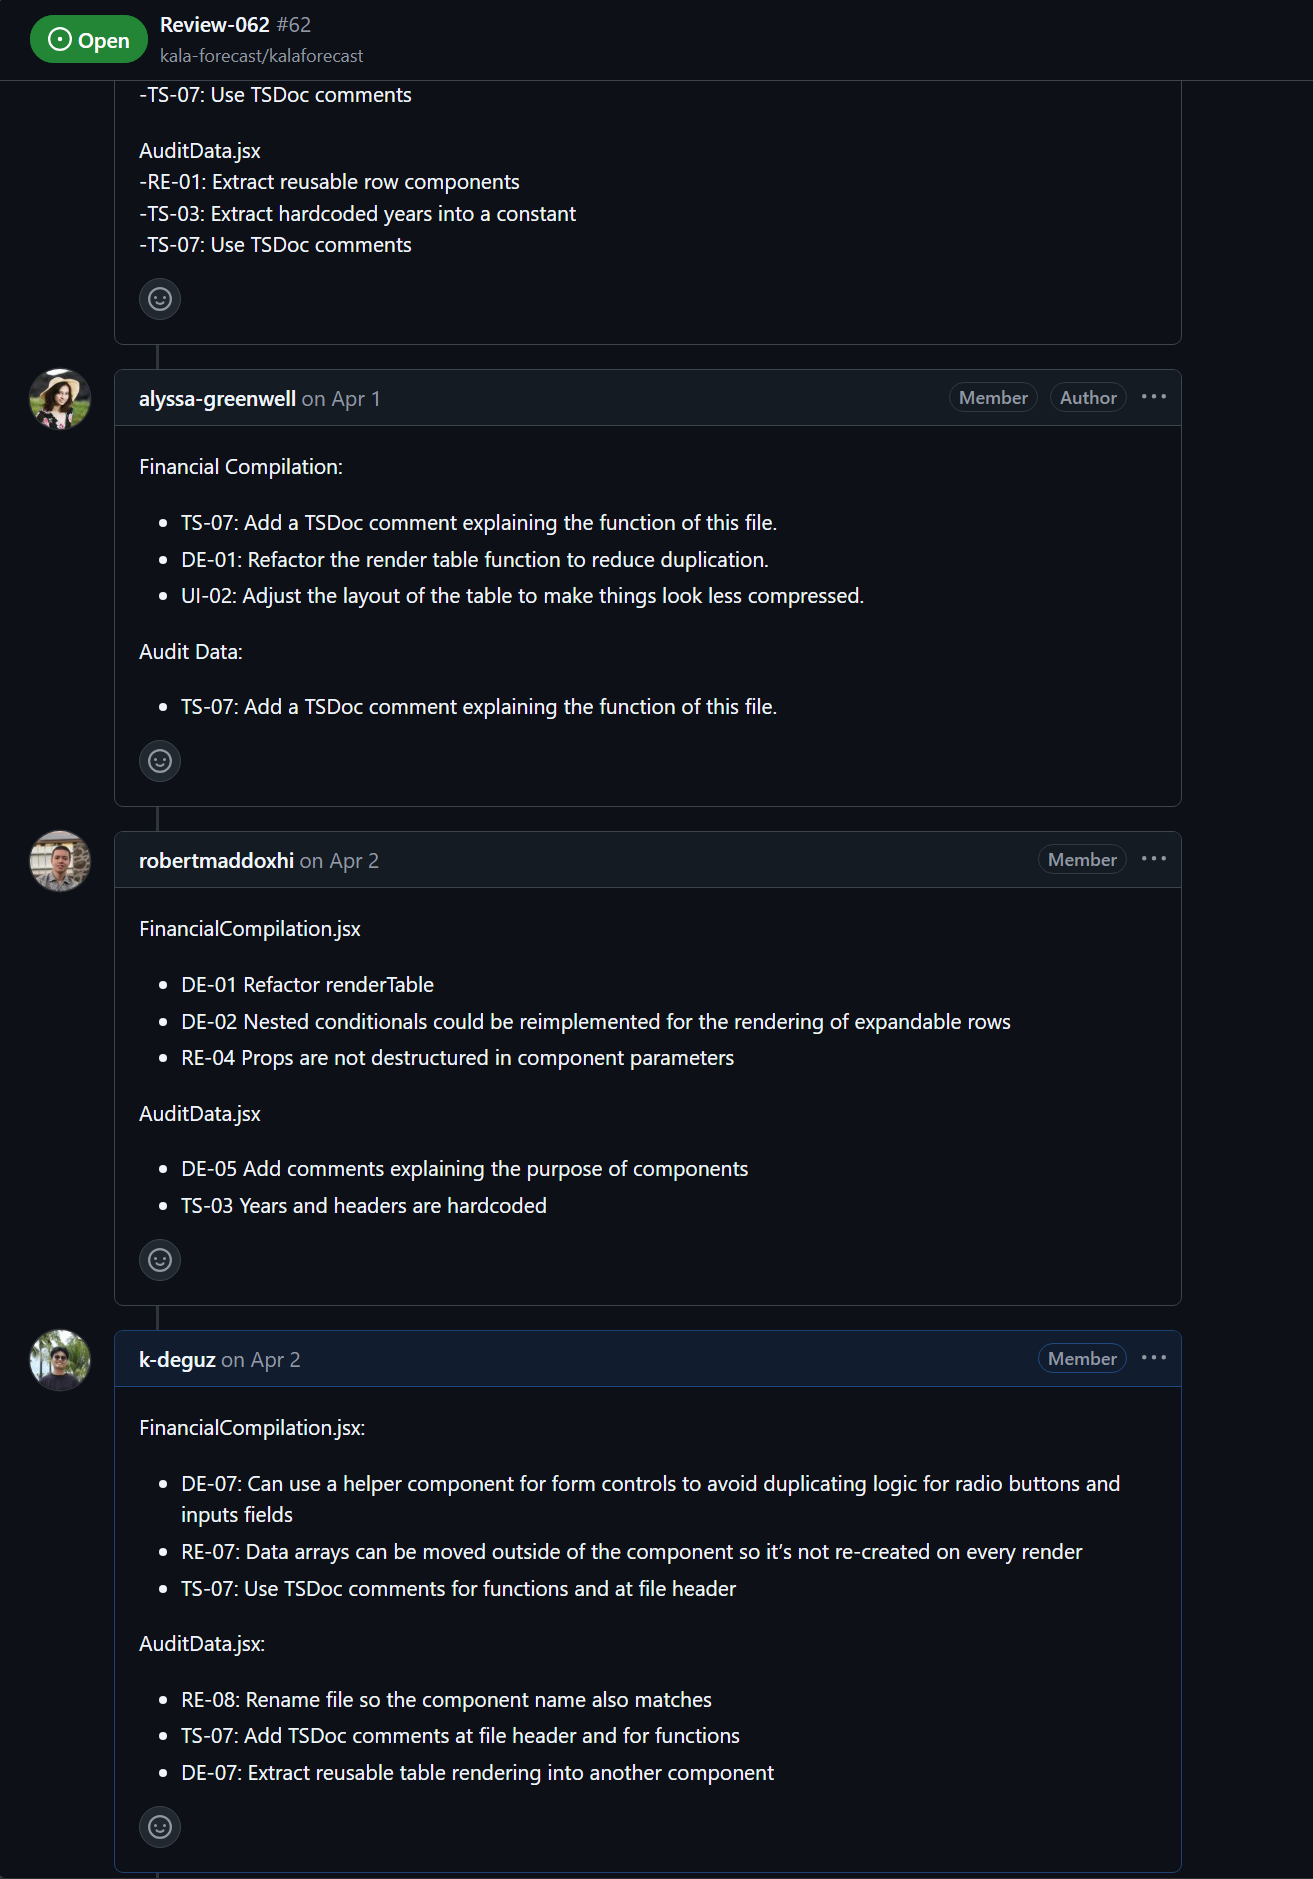 Open
Review-062 #62
kala-forecast/kalaforecast
-TS-07: Use TSDoc comments
AuditData.jsx
-RE-01: Extract reusable row components
-TS-03: Extract hardcoded years into a constant
-TS-07: Use TSDoc comments
alyssa-greenwell on Apr 1
Member
Author
Financial Compilation:
• TS-07: Add a TSDoc comment explaining the function of this file.
• DE-01: Refactor the render table function to reduce duplication.
• UI-02: Adjust the layout of the table to make things look less compressed.
Audit Data:
• TS-07: Add a TSDoc comment explaining the function of this file.
robertmaddoxhi on Apr 2
Member
FinancialCompilation.jsx
• DE-01 Refactor renderTable
• DE-02 Nested conditionals could be reimplemented for the rendering of expandable rows
• RE-04 Props are not destructured in component parameters
AuditData.jsx
• DE-05 Add comments explaining the purpose of components
• TS-03 Years and headers are hardcoded
k-deguz on Apr 2
Member
FinancialCompilation.jsx:
• DE-07: Can use a helper component for form controls to avoid duplicating logic for radio buttons and
inputs fields
• RE-07: Data arrays can be moved outside of the component so it’s not re-created on every render
• TS-07: Use TSDoc comments for functions and at file header
AuditData.jsx:
• RE-08: Rename file so the component name also matches
• TS-07: Add TSDoc comments at file header and for functions
• DE-07: Extract reusable table rendering into another component